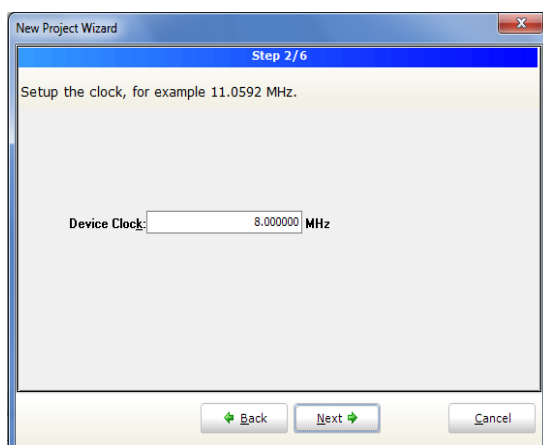 New Project Wizard
Step 2/6
Setup the clock, for example 11.0592 MHz.
Device Clock: 8.000000 MHz
Back Next Cancel